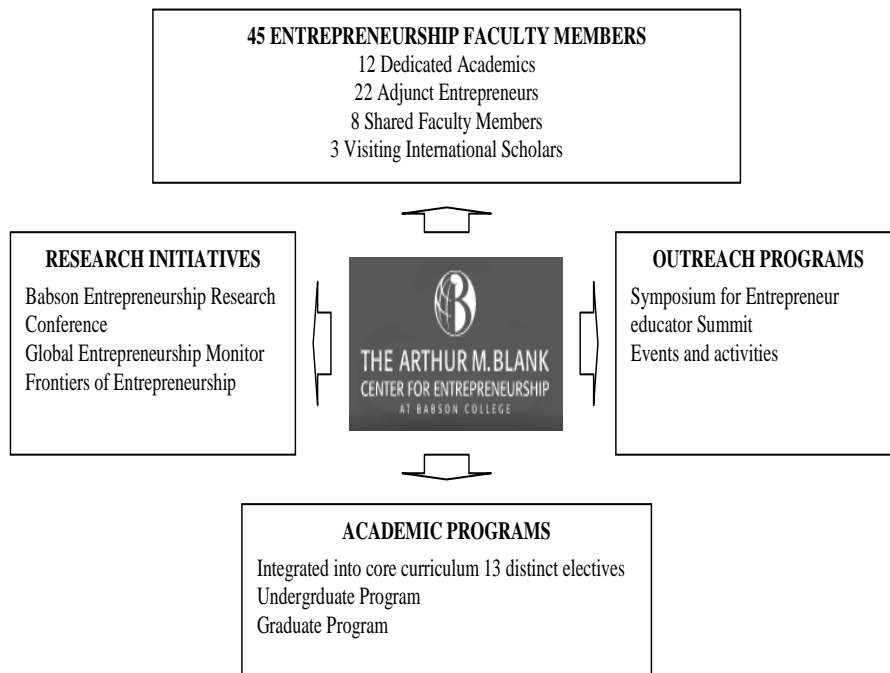 45 ENTREPRENEURSHIP FACULTY MEMBERS
12 Dedicated Academics
22 Adjunct Entrepreneurs
8 Shared Faculty Members
3 Visiting International Scholars
RESEARCH INITIATIVES
Babson Entrepreneurship Research
Conference
Global Entrepreneurship Monitor
Frontiers of Entrepreneurship
THE ARTHUR M. BLANK
CENTER FOR ENTREPRENEURSHIP
AT BABSON COLLEGE
OUTREACH PROGRAMS
Symposium for Entrepreneur
educator Summit
Events and activities
ACADEMIC PROGRAMS
Integrated into core curriculum 13 distinct electives
Undergrduate Program
Graduate Program